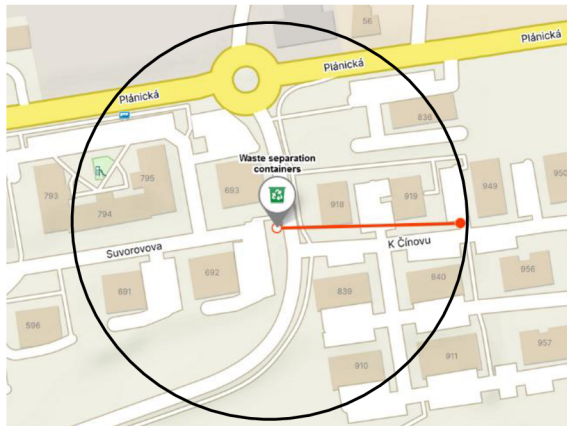 56
Plánická
Plánická
Plánická
836
Waste separation
containers
795
793
693
918
919
949
950
794
K Čínovu
Suvorovova
692
691
839
840
956
596
910
911
957